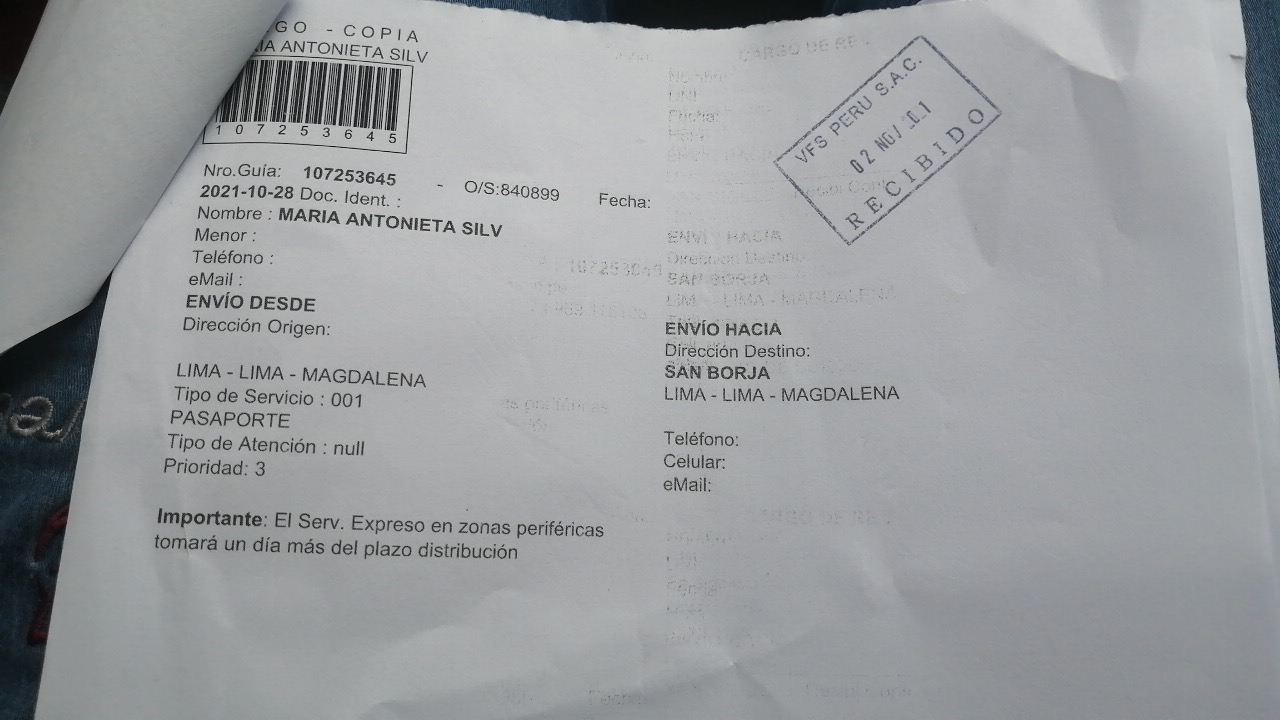 GO - COPIA
ÍA ANTONIETA SILV
107253645
Nro.Guía: 107253645 - O/S:840899 Fecha:
2021-10-28 Doc. Ident. :
Nombre : MARIA ANTONIETA SILV
Menor :
Teléfono :
eMail :
ENVÍO DESDE
Dirección Origen:
LIMA - LIMA - MAGDALENA
Tipo de Servicio : 001
PASAPORTE
Tipo de Atención : null
Prioridad: 3
Importante: El Serv. Expreso en zonas periféricas
tomará un día más del plazo distribución
VFS PERU S.A.C.
02 NOV
RECIBIDO
ENVÍO HACIA
Dirección Destino:
SAN BORJA
LIMA - LIMA - MAGDALENA
Teléfono:
Celular:
eMail: